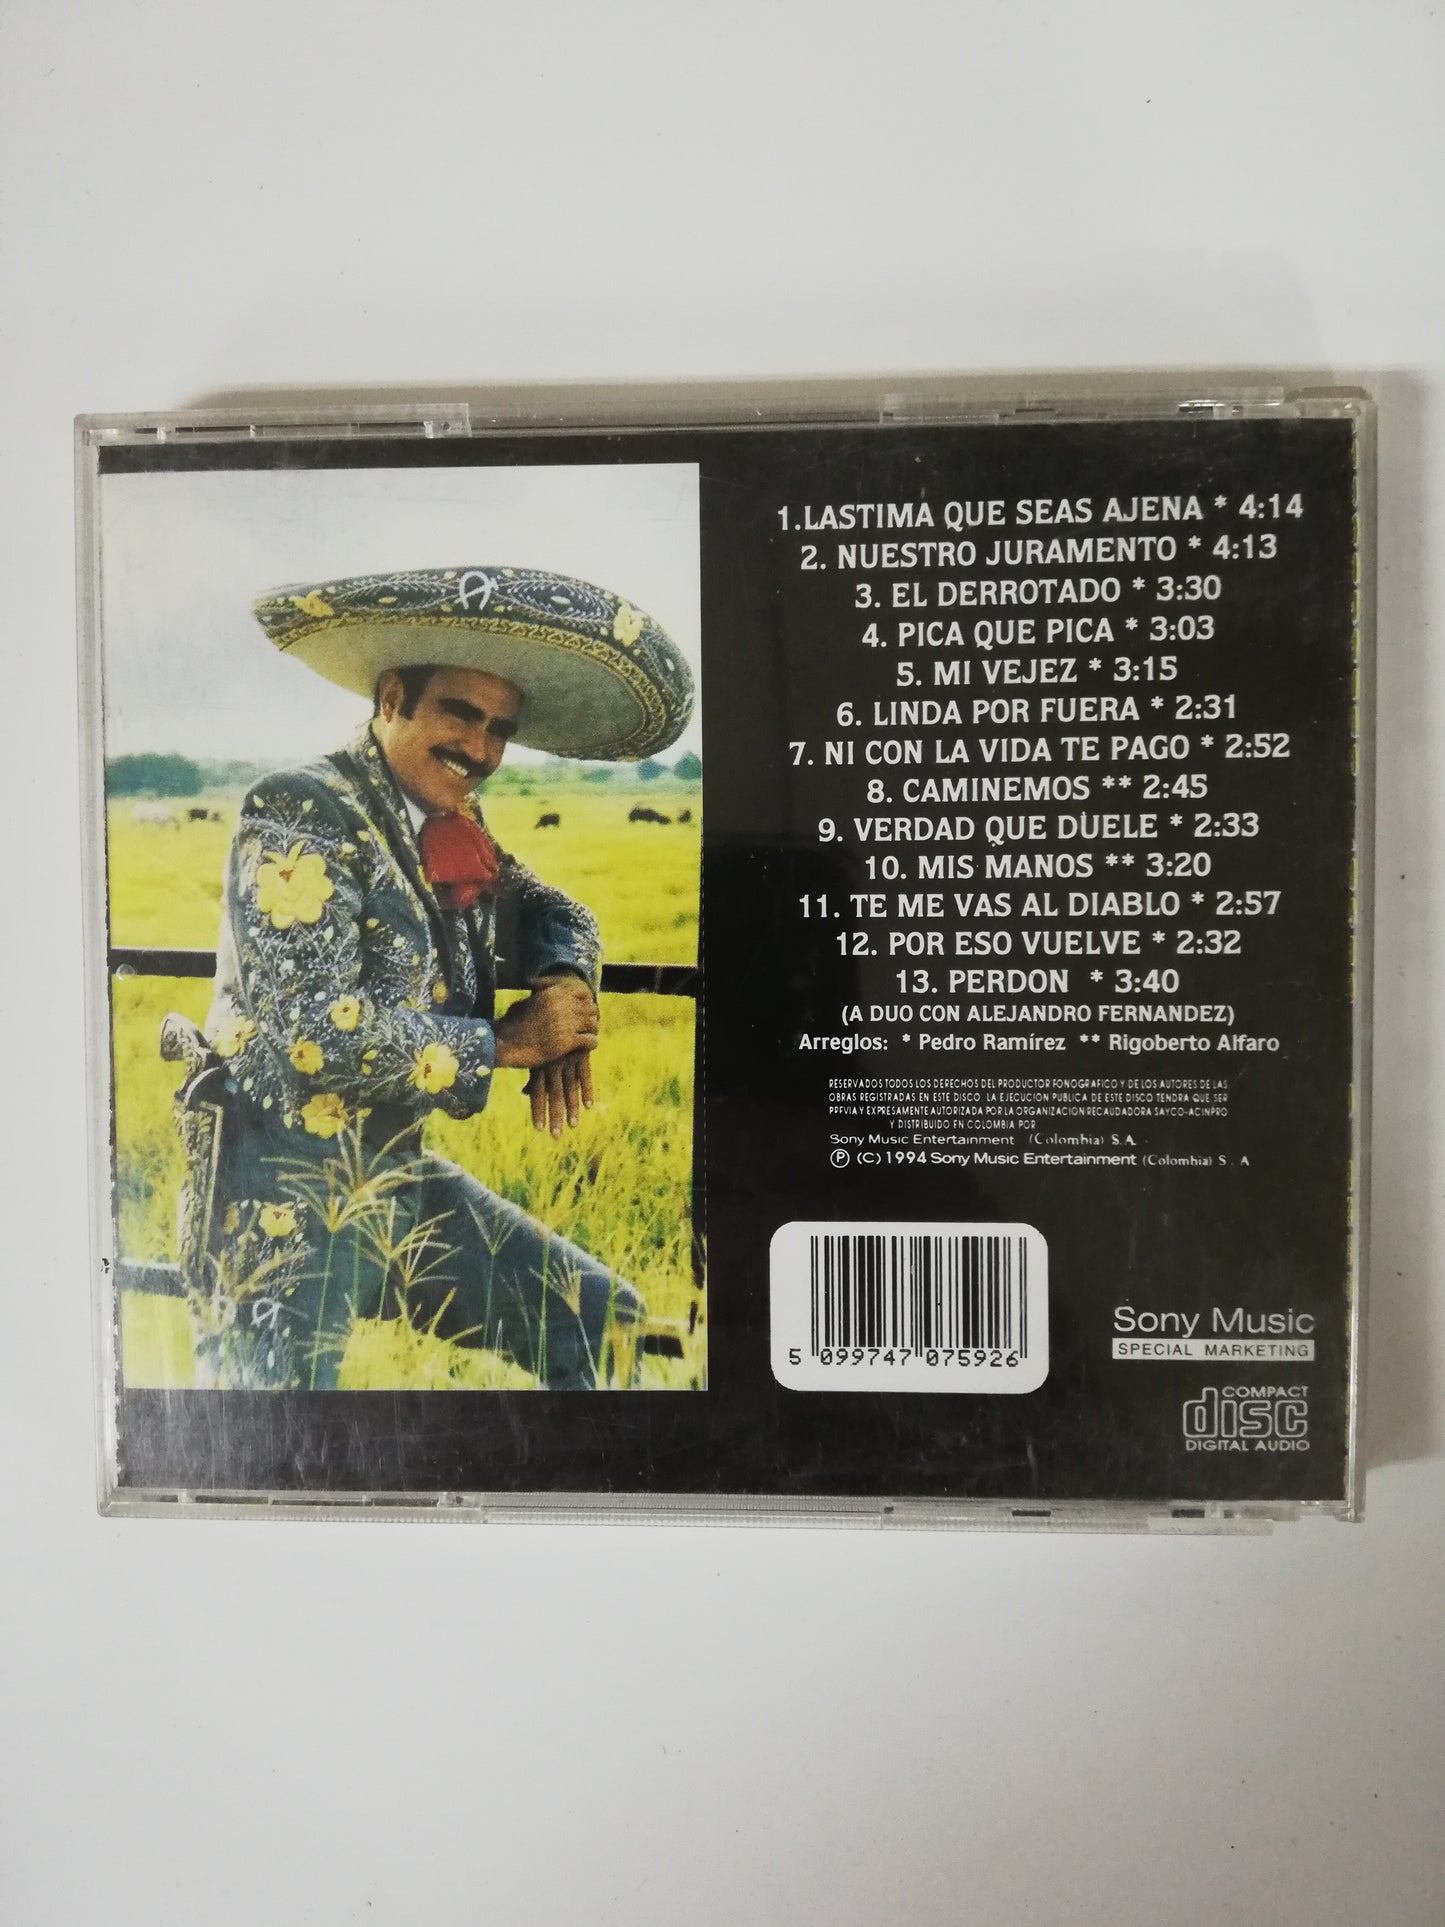 1.LASTIMA QUE SEAS AJENA * 4:14
2. NUESTRO JURAMENTO * 4:13
3. EL DERROTADO * 3:30
4. PICA QUE PICA * 3:03
5. MI VEJEZ * 3:15
6. LINDA POR FUERA * 2:31
7. NI CON LA VIDA TE PAGO * 2:52
8. CAMINEMOS ** 2:45
9. VERDAD QUE DUELE * 2:33
10. MIS MANOS ** 3:20
11. TE ME VAS AL DIABLO * 2:57
12. POR ESO VUELVE * 2:32
13. PERDON * 3:40
(A DUO CON ALEJANDRO FERNANDEZ)
Arreglos: * Pedro Ramírez ** Rigoberto Alfaro
RESERVADOS TODOS LOS DERECHOS DEL PRODUCTOR FONOGRAFICO Y DE LOS AUTORES DE LAS
OBRAS REGISTRADAS EN ESTE DISCO. LA EJECUCION PUBLICA DE ESTE DISCO TENDRA QUE SER
PREVIA Y EXPRESAMENTE AUTORIZADA POR LA ORGANIZACION RECAUDADORA SAYCO-ACINPRO
Y DISTRIBUIDO EN COLOMBIA POR
Sony Music Entertainment (Colombia) S.A.
Ⓟ (C) 1994 Sony Music Entertainment (Colombia) S. A
5 099747 075926
Sony Music
SPECIAL MARKETING
COMPACT
disc
DIGITAL AUDIO